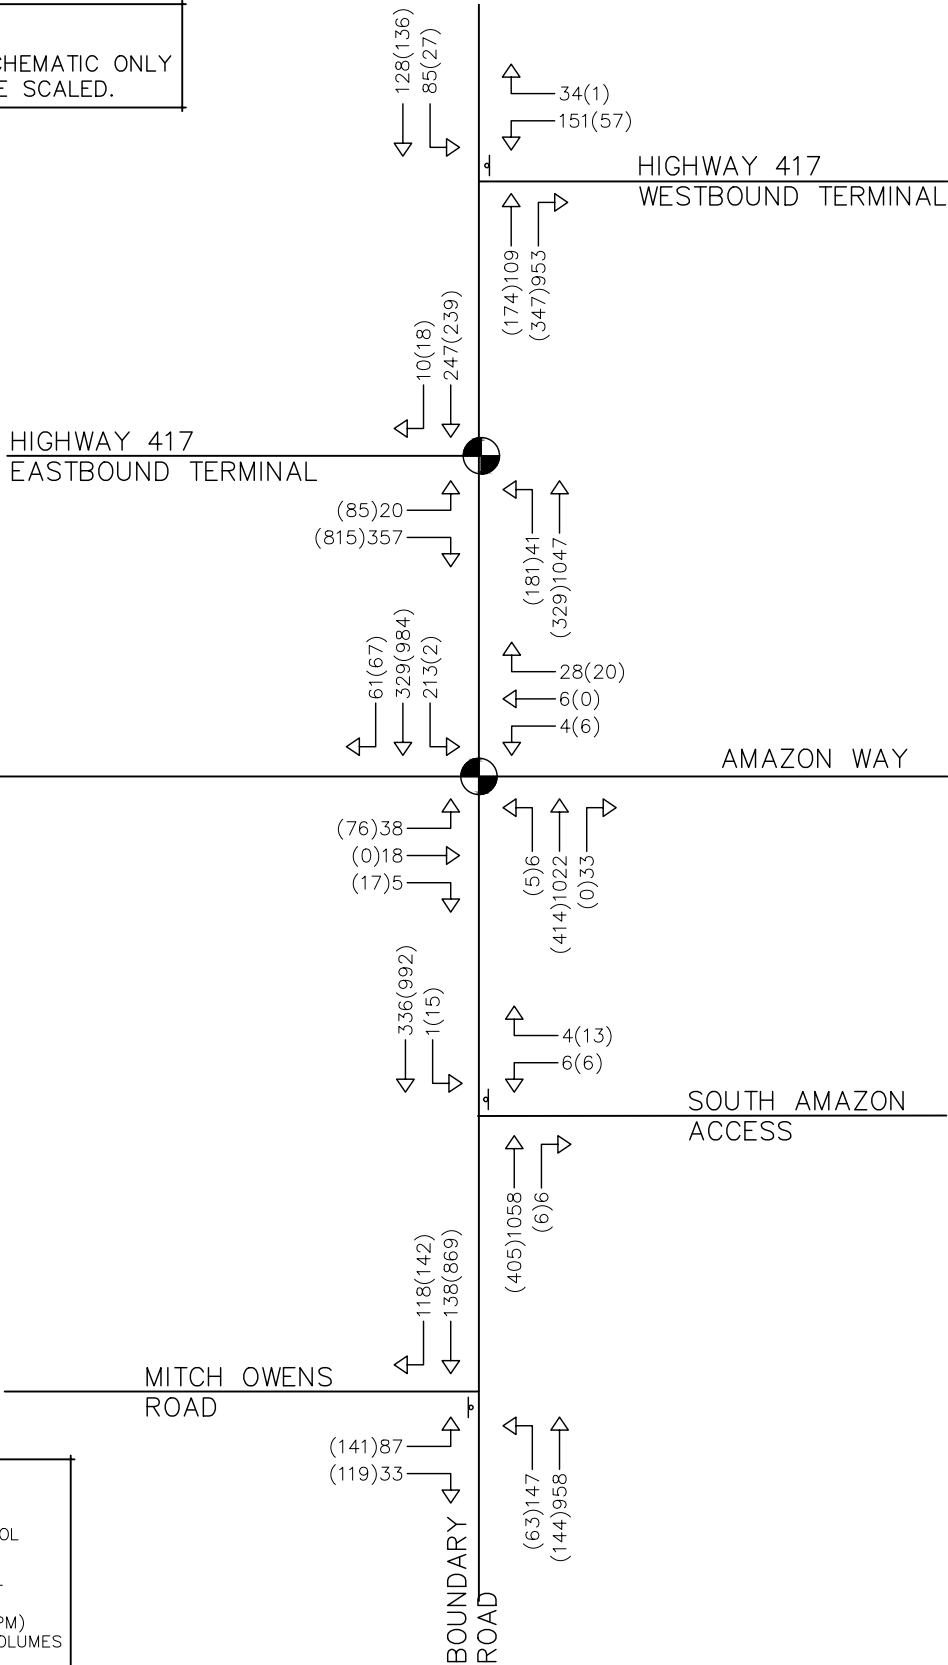 SCHEMATIC ONLY
SCALED.
128(136)
85(27)
34(1)
151(57)
HIGHWAY 417
WESTBOUND TERMINAL
(174)109
(347)953
10(18)
247(239)
HIGHWAY 417
EASTBOUND TERMINAL
(85)20
(815)357
(181)41
(329)1047
61(67)
329(984)
213(2)
28(20)
6(0)
4(6)
AMAZON WAY
(76)38
(0)18
(17)5
(5)6
(414)1022
(0)33
336(992)
1(15)
4(13)
6(6)
SOUTH AMAZON
ACCESS
(405)1058
(6)6
118(142)
138(869)
MITCH OWENS
ROAD
(141)87
(119)33
(63)147
(144)958
BOUNDARY
ROAD
PM)
OLUMES